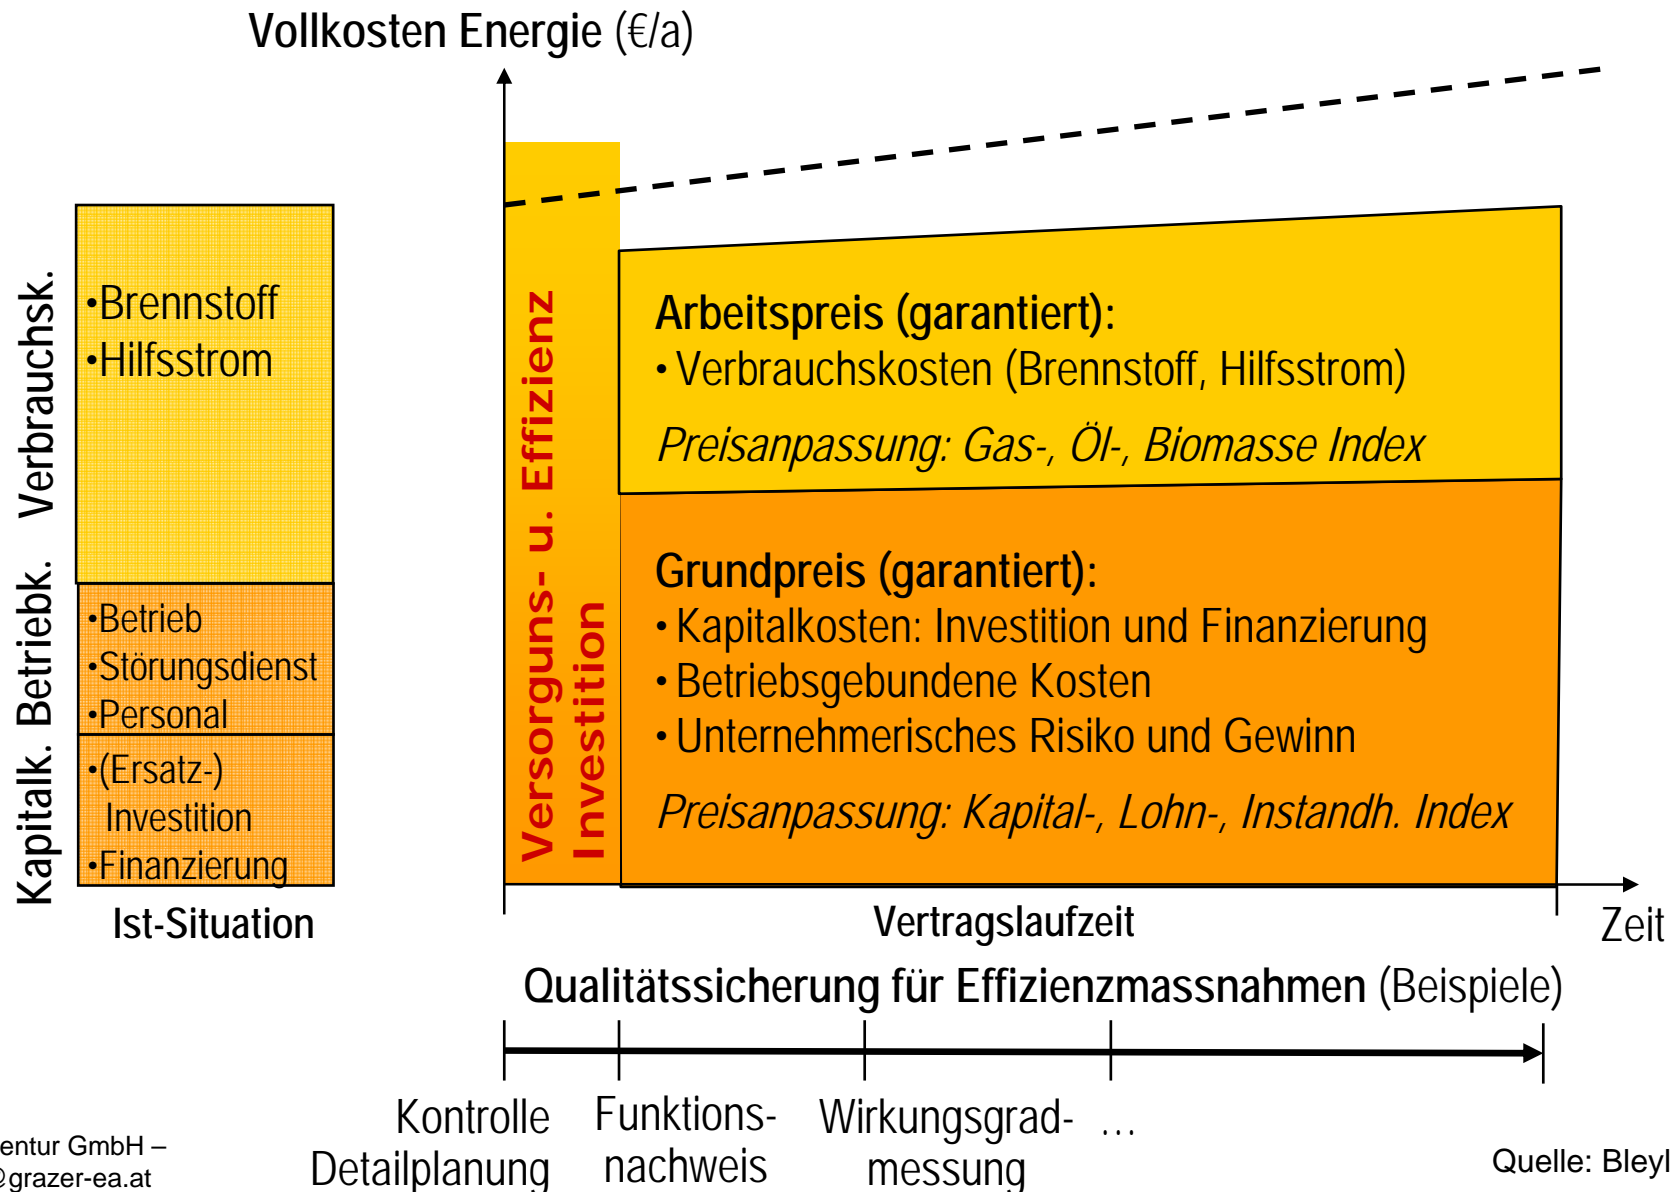 Vollkosten Energie (€/a)
Verbrauchsk.
Betriebk.
Kapitalk.
•Brennstoff
•Hilfsstrom
•Betrieb
•Störungsdienst
•Personal
•(Ersatz-)
Investition
•Finanzierung
Ist-Situation
Versorguns- u. Effizienz
Investition
Arbeitspreis (garantiert):
• Verbrauchskosten (Brennstoff, Hilfsstrom)
Preisanpassung: Gas-, Öl-, Biomasse Index
Grundpreis (garantiert):
• Kapitalkosten: Investition und Finanzierung
• Betriebsgebundene Kosten
• Unternehmerisches Risiko und Gewinn
Preisanpassung: Kapital-, Lohn-, Instandh. Index
Vertragslaufzeit
Zeit
Qualitätssicherung für Effizienzmassnahmen (Beispiele)
Kontrolle
Detailplanung
Funktions-
nachweis
Wirkungsgrad-
messung
…
entur GmbH –
@grazer-ea.at
Quelle: Bleyl